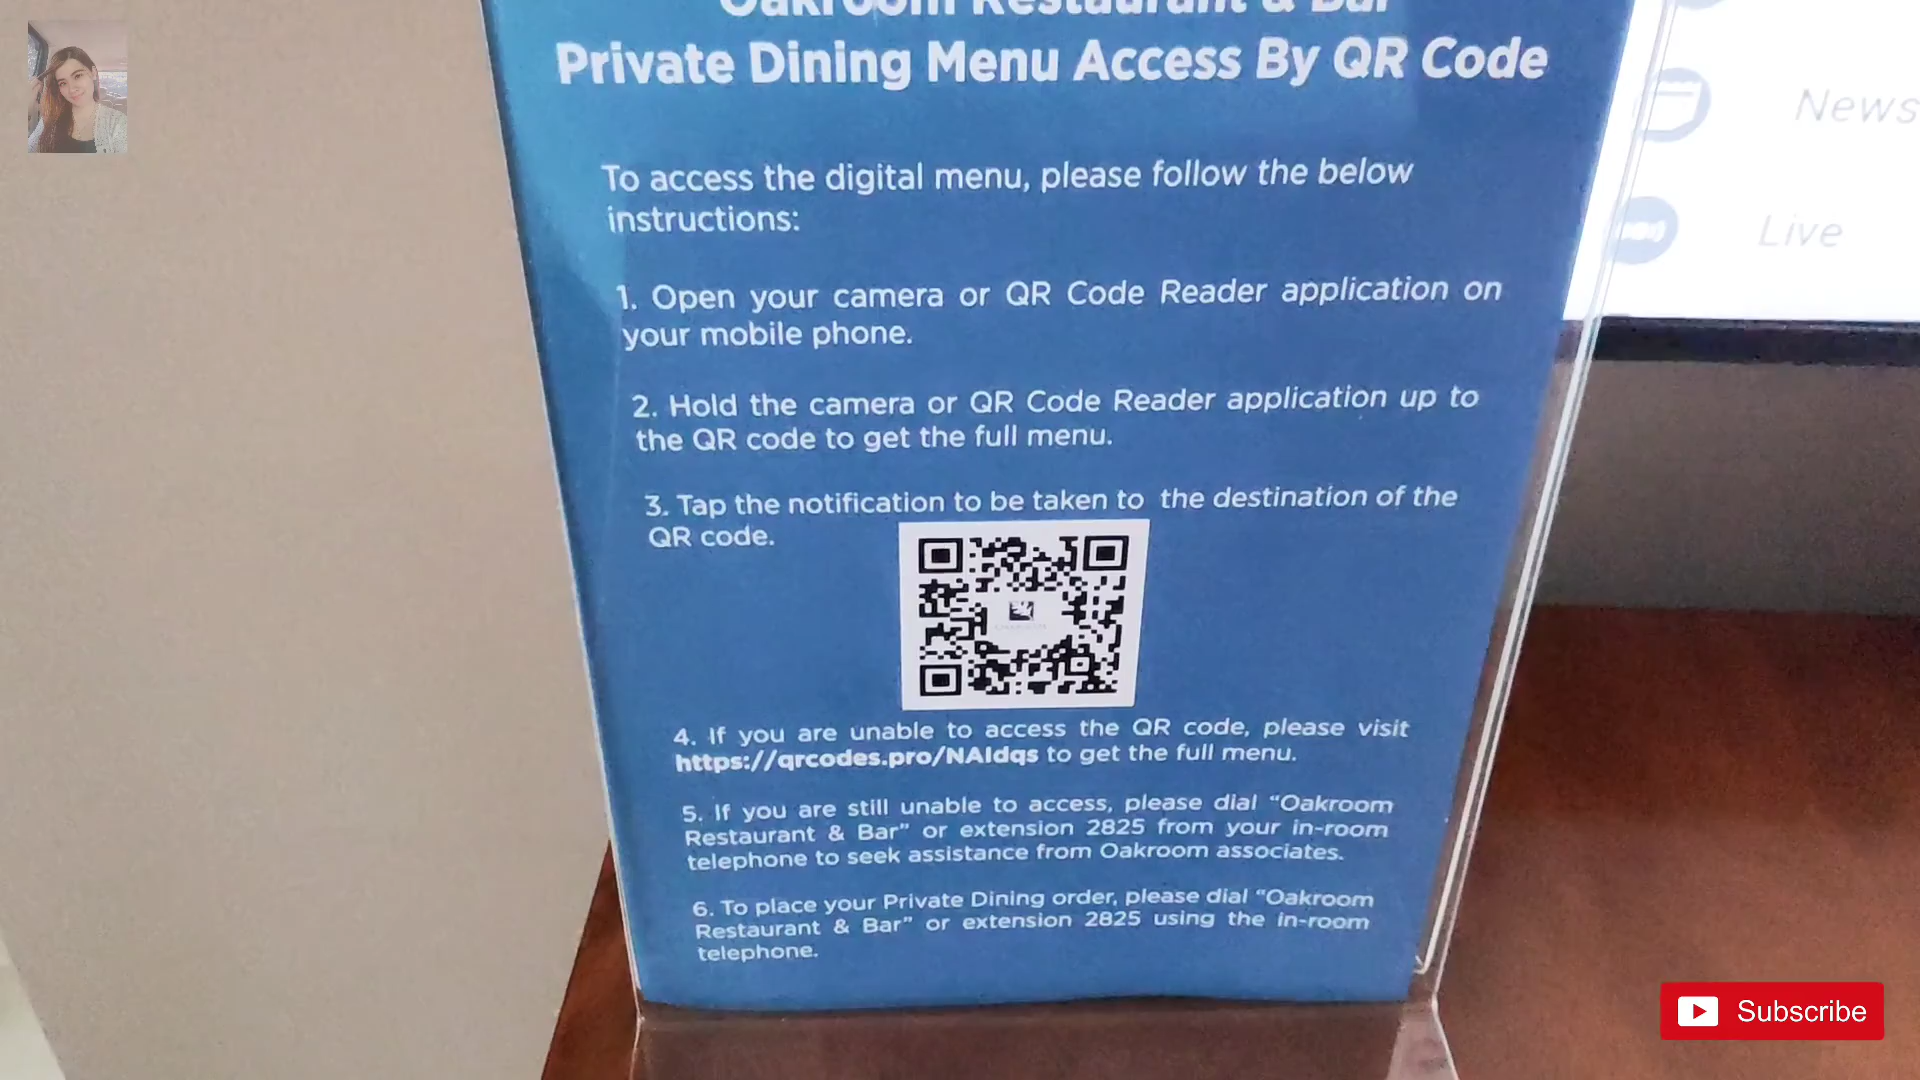 Oakroom Restaurant & Bar
Private Dining Menu Access By QR Code
To access the digital menu, please follow the below
instructions:
1. Open your camera or QR Code Reader application on
your mobile phone.
2. Hold the camera or QR Code Reader application up to
the QR code to get the full menu.
3. Tap the notification to be taken to the destination of the
QR code.
4. If you are unable to access the QR code, please visit
https://qrcodes.pro/NAIdqs to get the full menu.
5. If you are still unable to access, please dial “Oakroom
Restaurant & Bar” or extension 2825 from your in-room
telephone to seek assistance from Oakroom associates.
6. To place your Private Dining order, please dial “Oakroom
Restaurant & Bar” or extension 2825 using the in-room
telephone.
News
Live
Subscribe